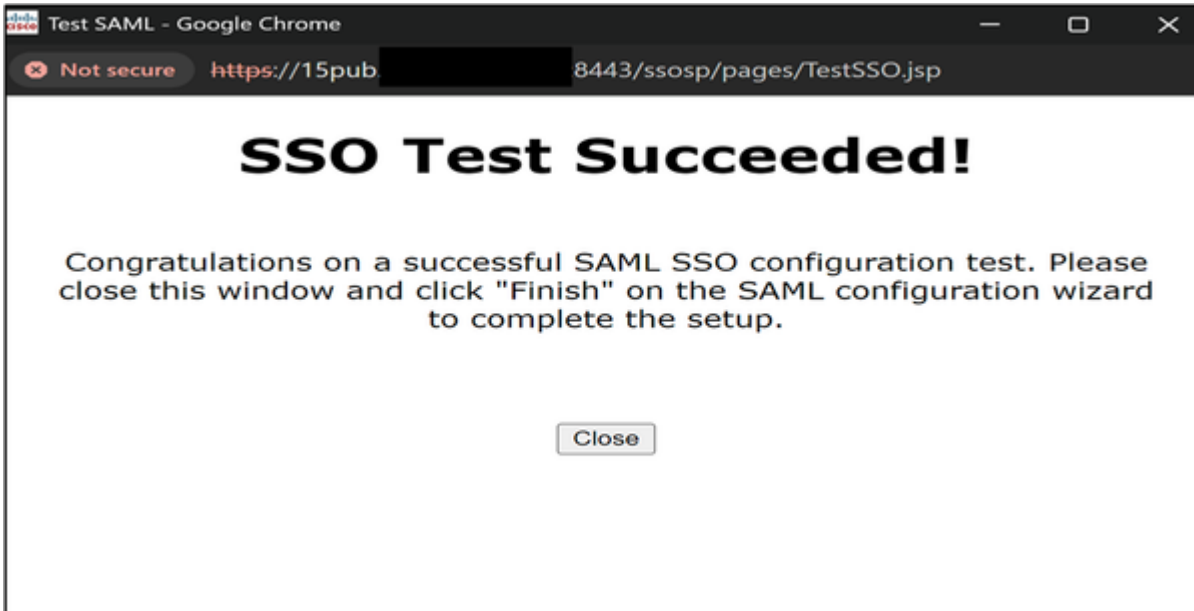 cisco
Test SAML - Google Chrome
Not secure https://15pub. 8443/ssosp/pages/TestSSO.jsp
SSO Test Succeeded!
Congratulations on a successful SAML SSO configuration test. Please
close this window and click "Finish" on the SAML configuration wizard
to complete the setup.
Close